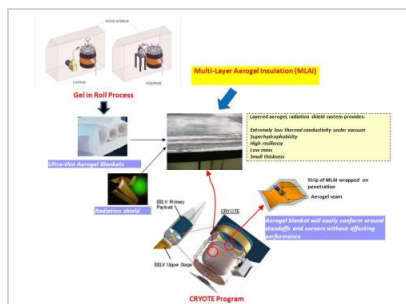 Gel in Roll Process
Multi-Layer Aerogel Insulation (MLAI)
Ultra-thin Aerogel Blankets
Radiation shield
Layered aerogel, radiation shield system provides:
Extremely low thermal conductivity under vacuum
Superhydrophobicity
High resiliency
Low mass
Small thickness
Strip of MLAI wrapped on
penetration
Aerogel seam
Aerogel blanket will easily conform around
standoffs and corners without affecting
performance
EELV Primary
Payload
CRYOTE
EELV Upper Stage
CRYOTE Program